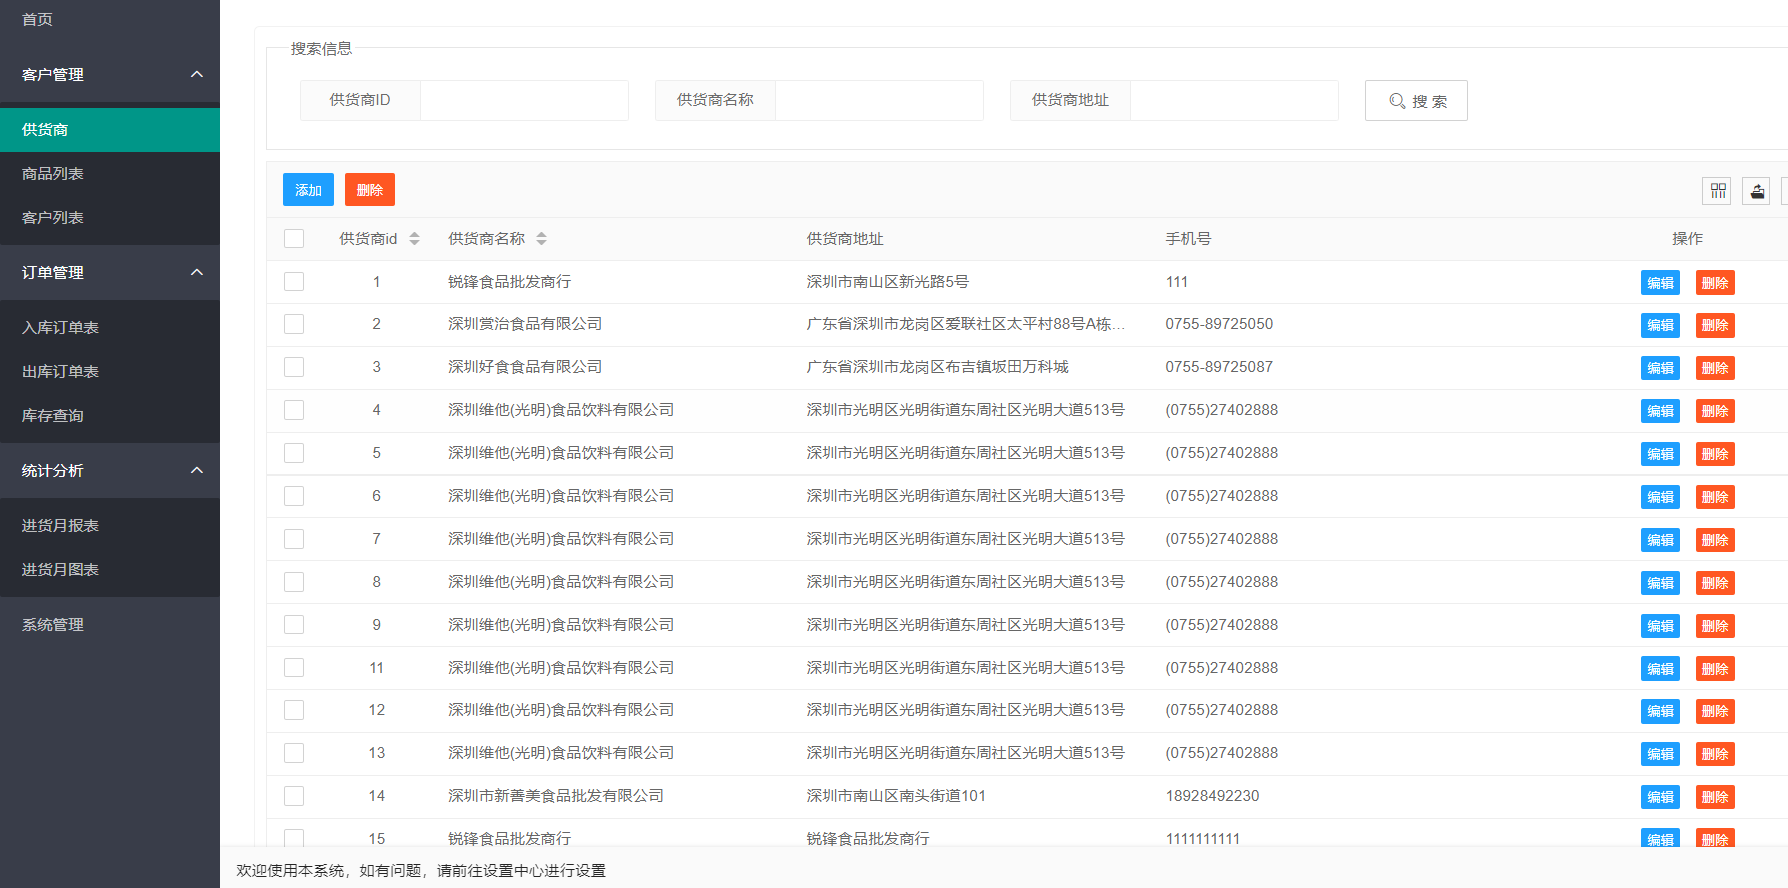 首页
客户管理
供货商
商品列表
客户列表
订单管理
入库订单表
出库订单表
库存查询
统计分析
进货月报表
进货月图表
系统管理
搜索信息
供货商ID 供货商名称 供货商地址 搜 索
添加 删除
供货商id 供货商名称 供货商地址 手机号 操作
1 锐锋食品批发商行 深圳市南山区新光路5号 111 编辑 删除
2 深圳赏治食品有限公司 广东省深圳市龙岗区爱联社区太平村88号A栋... 0755-89725050 编辑 删除
3 深圳好食食品有限公司 广东省深圳市龙岗区布吉镇坂田万科城 0755-89725087 编辑 删除
4 深圳维他(光明)食品饮料有限公司 深圳市光明区光明街道东周社区光明大道513号 (0755)27402888 编辑 删除
5 深圳维他(光明)食品饮料有限公司 深圳市光明区光明街道东周社区光明大道513号 (0755)27402888 编辑 删除
6 深圳维他(光明)食品饮料有限公司 深圳市光明区光明街道东周社区光明大道513号 (0755)27402888 编辑 删除
7 深圳维他(光明)食品饮料有限公司 深圳市光明区光明街道东周社区光明大道513号 (0755)27402888 编辑 删除
8 深圳维他(光明)食品饮料有限公司 深圳市光明区光明街道东周社区光明大道513号 (0755)27402888 编辑 删除
9 深圳维他(光明)食品饮料有限公司 深圳市光明区光明街道东周社区光明大道513号 (0755)27402888 编辑 删除
11 深圳维他(光明)食品饮料有限公司 深圳市光明区光明街道东周社区光明大道513号 (0755)27402888 编辑 删除
12 深圳维他(光明)食品饮料有限公司 深圳市光明区光明街道东周社区光明大道513号 (0755)27402888 编辑 删除
13 深圳维他(光明)食品饮料有限公司 深圳市光明区光明街道东周社区光明大道513号 (0755)27402888 编辑 删除
14 深圳市新善美食品批发有限公司 深圳市南山区南头街道101 18928492230 编辑 删除
15 锐锋食品批发商行 锐锋食品批发商行 1111111111 编辑 删除
欢迎使用本系统，如有问题，请前往设置中心进行设置